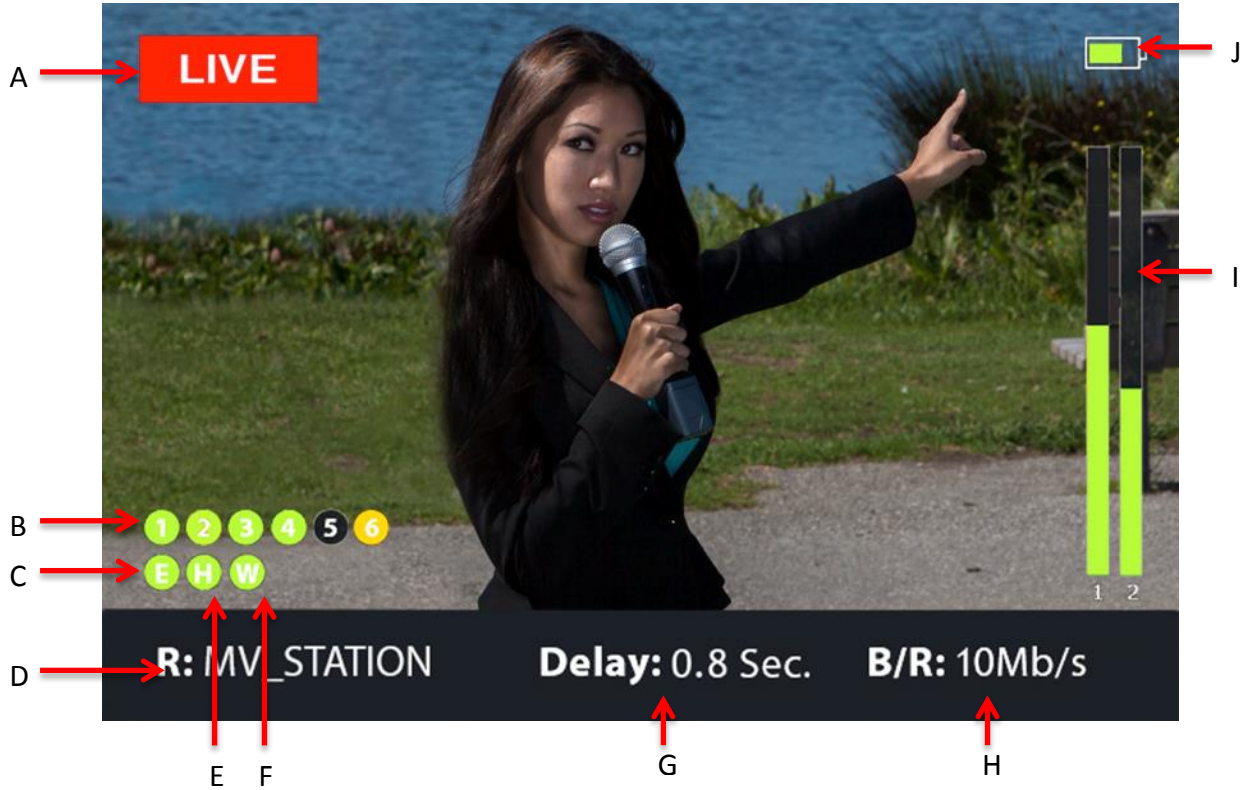 A
LIVE
J
I
B
1 2 3 4 5 6
C
E H W
1 2
D
R: MV_STATION
Delay: 0.8 Sec.
B/R: 10Mb/s
E
F
G
H